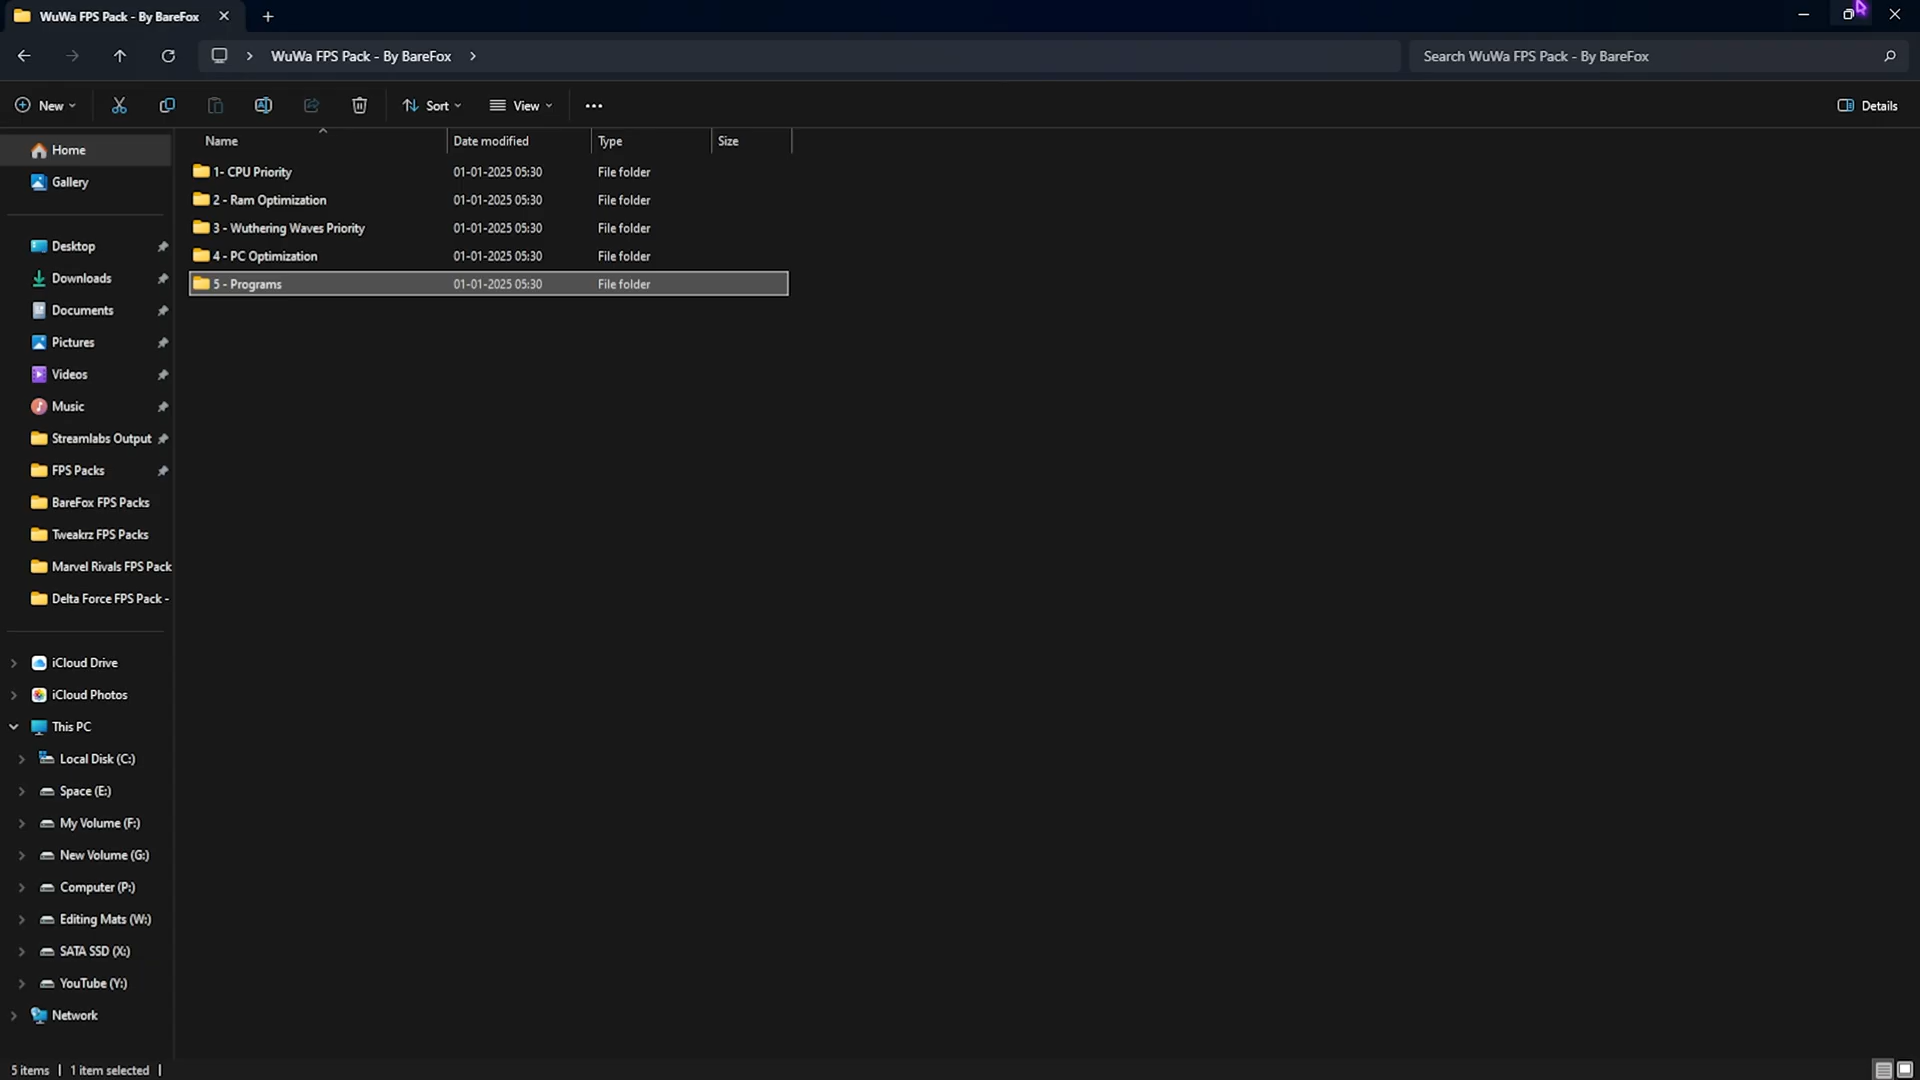 WuWa FPS Pack - By BareFox
WuWa FPS Pack - By BareFox
Search WuWa FPS Pack - By BareFox
New
Sort
View
Details
Name
Date modified
Type
Size
1- CPU Priority
01-01-2025 05:30
File folder
2 - Ram Optimization
01-01-2025 05:30
File folder
3 - Wuthering Waves Priority
01-01-2025 05:30
File folder
4 - PC Optimization
01-01-2025 05:30
File folder
5 - Programs
01-01-2025 05:30
File folder
Home
Gallery
Desktop
Downloads
Documents
Pictures
Videos
Music
Streamlabs Output
FPS Packs
BareFox FPS Packs
Tweakrz FPS Packs
Marvel Rivals FPS Pack
Delta Force FPS Pack -
iCloud Drive
iCloud Photos
This PC
Local Disk (C:)
Space (E:)
My Volume (F:)
New Volume (G:)
Computer (P:)
Editing Mats (W:)
SATA SSD (X:)
YouTube (Y:)
Network
5 items
1 item selected